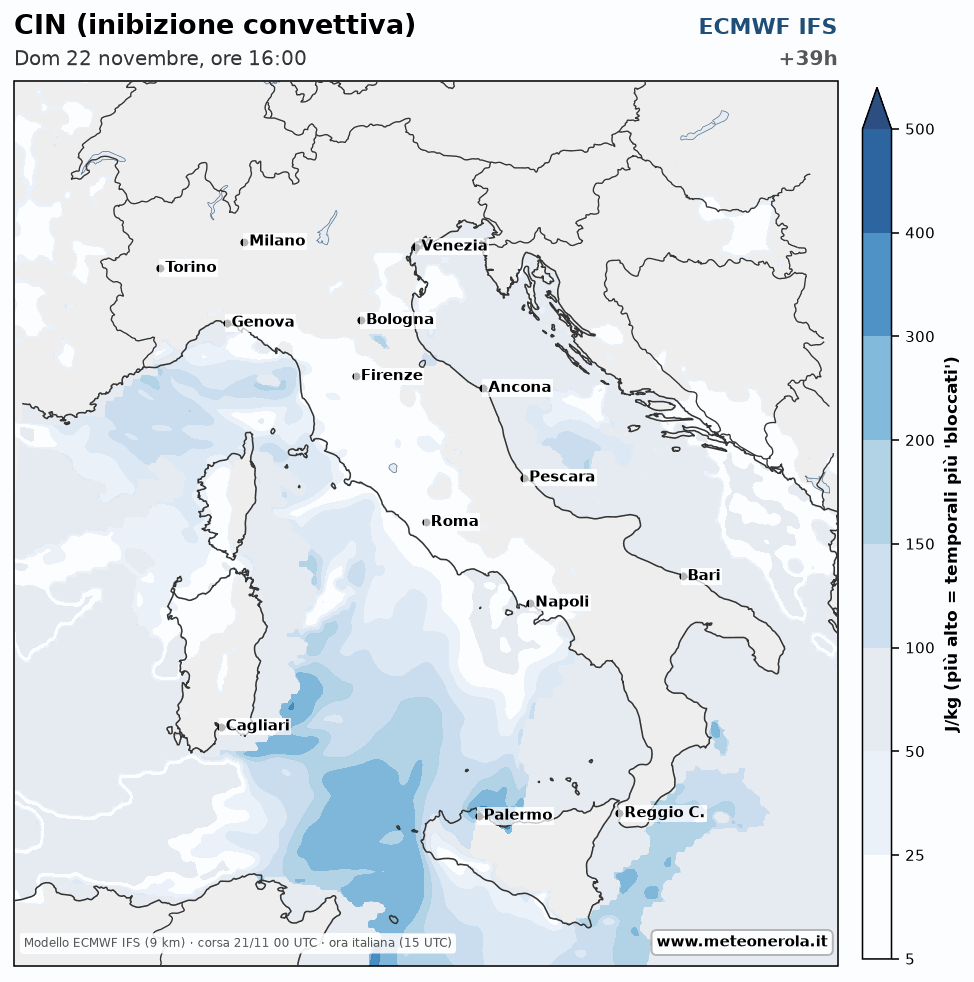 CIN (inibizione convettiva)
ECMWF IFS
Dom 22 novembre, ore 16:00
+39h
Milano
Venezia
Torino
Genova
Bologna
Firenze
Ancona
Pescara
Roma
Bari
Napoli
Cagliari
Palermo
Reggio C.
500
400
300
200
150
100
50
25
5
J/kg (più alto = temporali più 'bloccati')
Modello ECMWF IFS (9 km) · corsa 21/11 00 UTC · ora italiana (15 UTC)
www.meteonerola.it